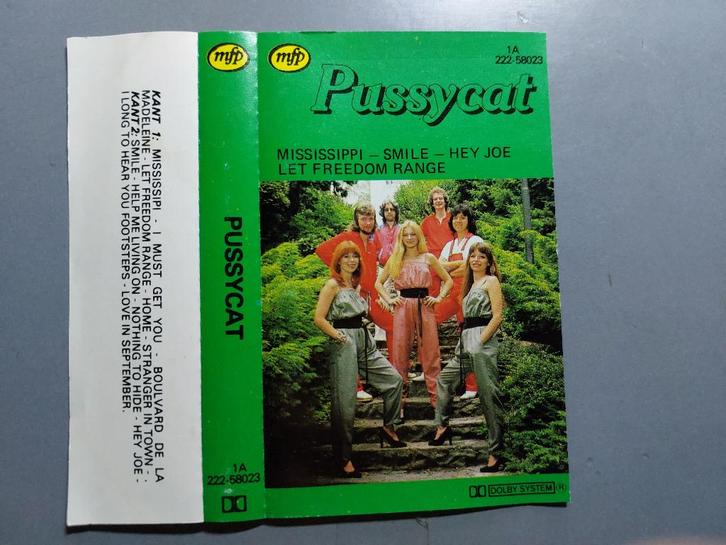 KANT 1: MISSISSIPI - I MUST GET YOU - BOULVARD DE LA
MADELEINE - LET FREEDOM RANGE - HOME - STRANGER IN TOWN -
KANT 2: SMILE - HELP ME LIVING ON - NOTHING TO HIDE - HEY JOE -
I LONG TO HEAR YOU FOOTSTEPS - LOVE IN SEPTEMBER.
mfp
PUSSYCAT
1A
222-58023
mfp
1A
222-58023
Pussycat
MISSISSIPPI – SMILE – HEY JOE
LET FREEDOM RANGE
DOLBY SYSTEM ®